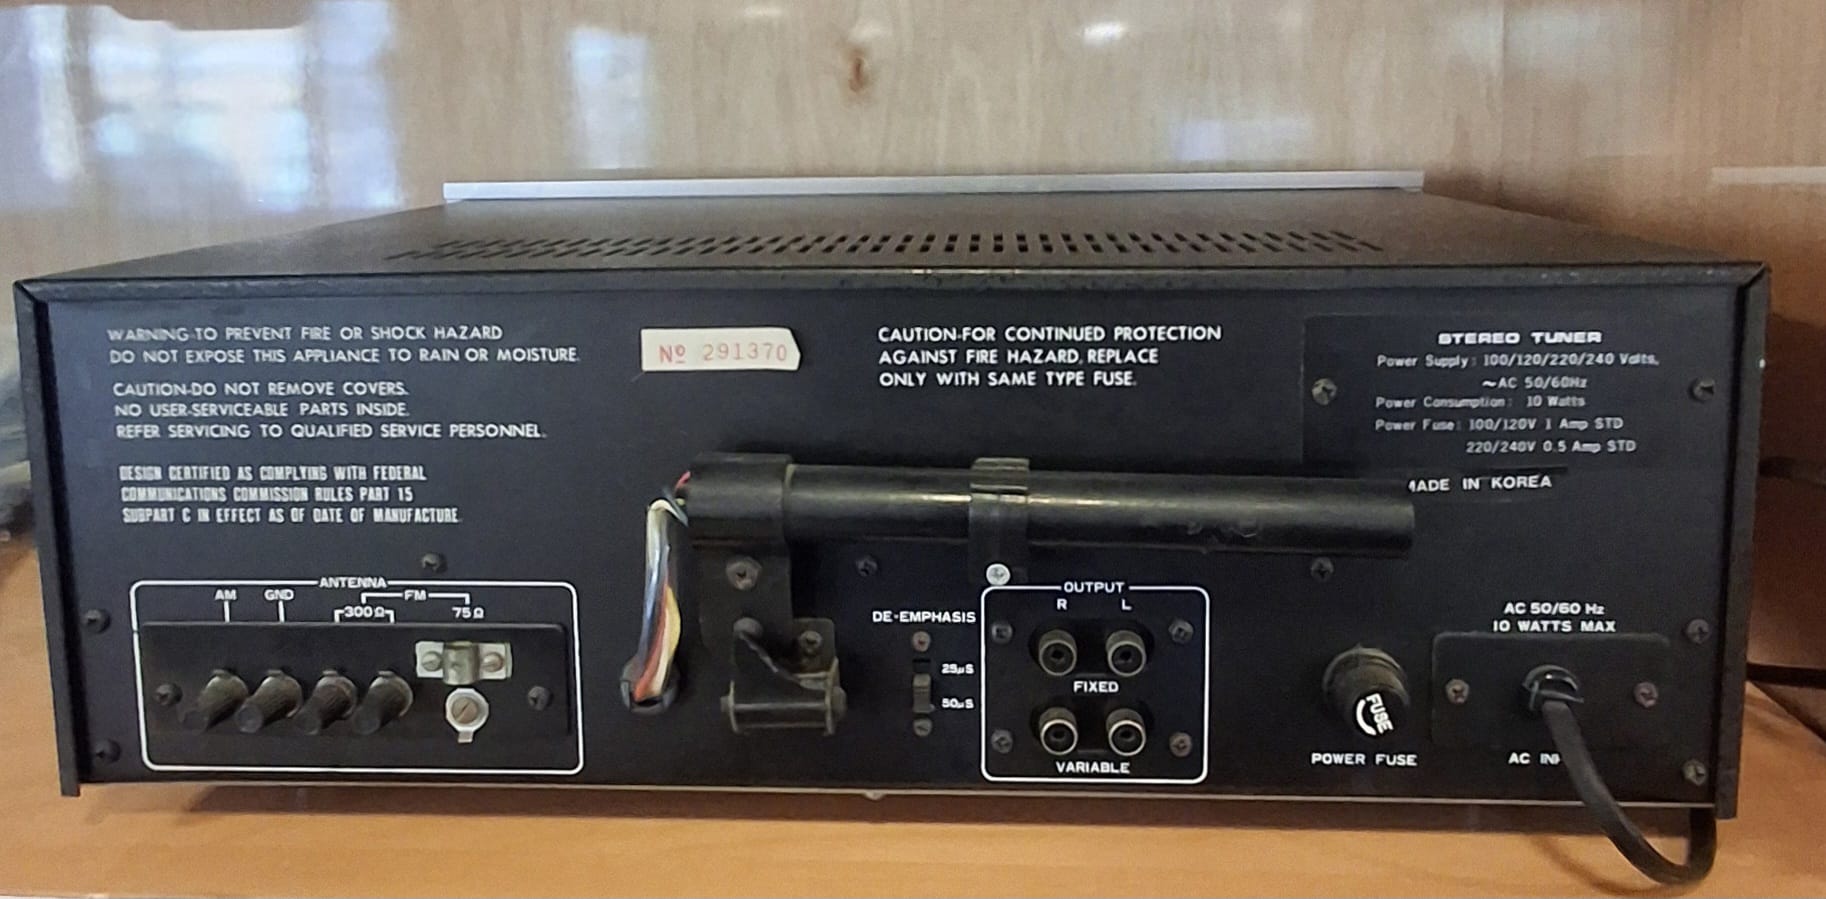 WARNING-TO PREVENT FIRE OR SHOCK HAZARD
DO NOT EXPOSE THIS APPLIANCE TO RAIN OR MOISTURE.
CAUTION-DO NOT REMOVE COVERS.
NO USER-SERVICEABLE PARTS INSIDE.
REFER SERVICING TO QUALIFIED SERVICE PERSONNEL.
DESIGN CERTIFIED AS COMPLYING WITH FEDERAL
COMMUNICATIONS COMMISSION RULES PART 15
SUBPART C IN EFFECT AS OF DATE OF MANUFACTURE
Nº 291370
CAUTION-FOR CONTINUED PROTECTION
AGAINST FIRE HAZARD, REPLACE
ONLY WITH SAME TYPE FUSE.
STEREO TUNER
Power Supply: 100/120/220/240 Volts,
~AC 50/60Hz
Power Consumption: 10 Watts
Power Fuse: 100/120V 1 Amp STD
220/240V 0.5 Amp STD
MADE IN KOREA
ANTENNA
AM GND FM
300Ω 75Ω
DE-EMPHASIS
25µS
50µS
OUTPUT
R L
FIXED
VARIABLE
FUSE
POWER FUSE
AC 50/60 Hz
10 WATTS MAX
AC IN